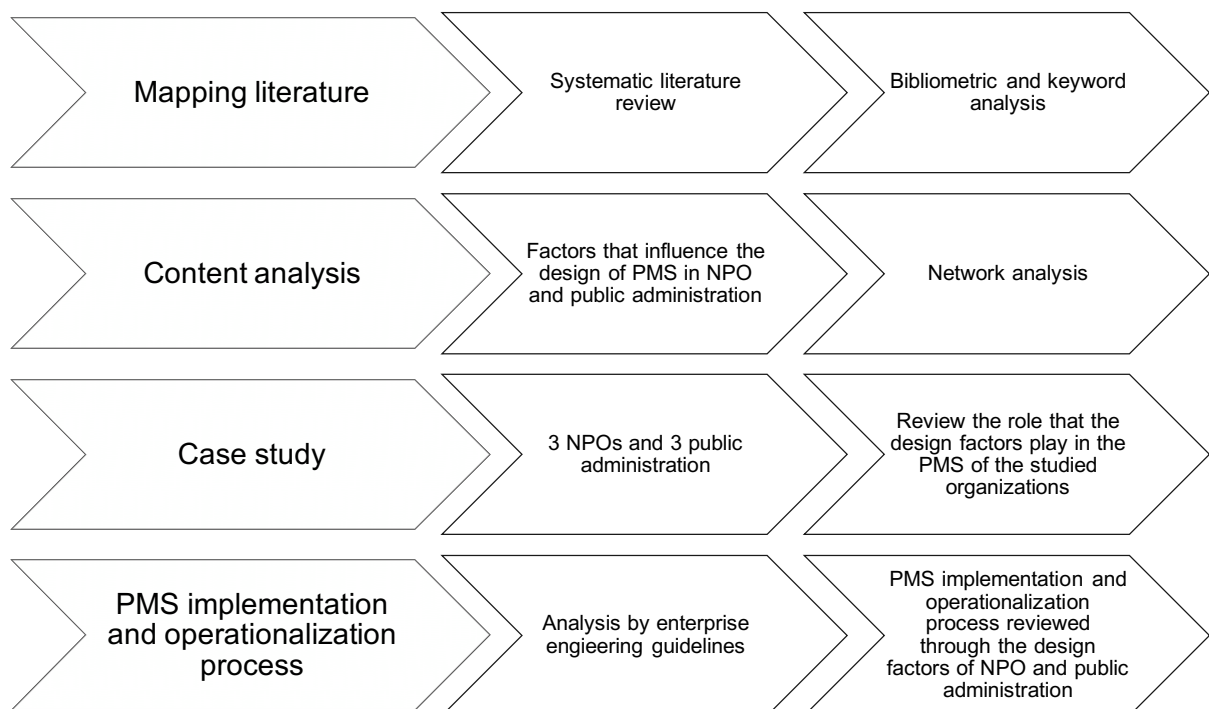 Mapping literature
Systematic literature
review
Bibliometric and keyword
analysis
Content analysis
Factors that influence the
design of PMS in NPO
and public administration
Network analysis
Case study
3 NPOs and 3 public
administration
Review the role that the
design factors play in the
PMS of the studied
organizations
PMS implementation
and operationalization
process
Analysis by enterprise
engieering guidelines
PMS implementation and
operationalization
process reviewed
through the design
factors of NPO and public
administration